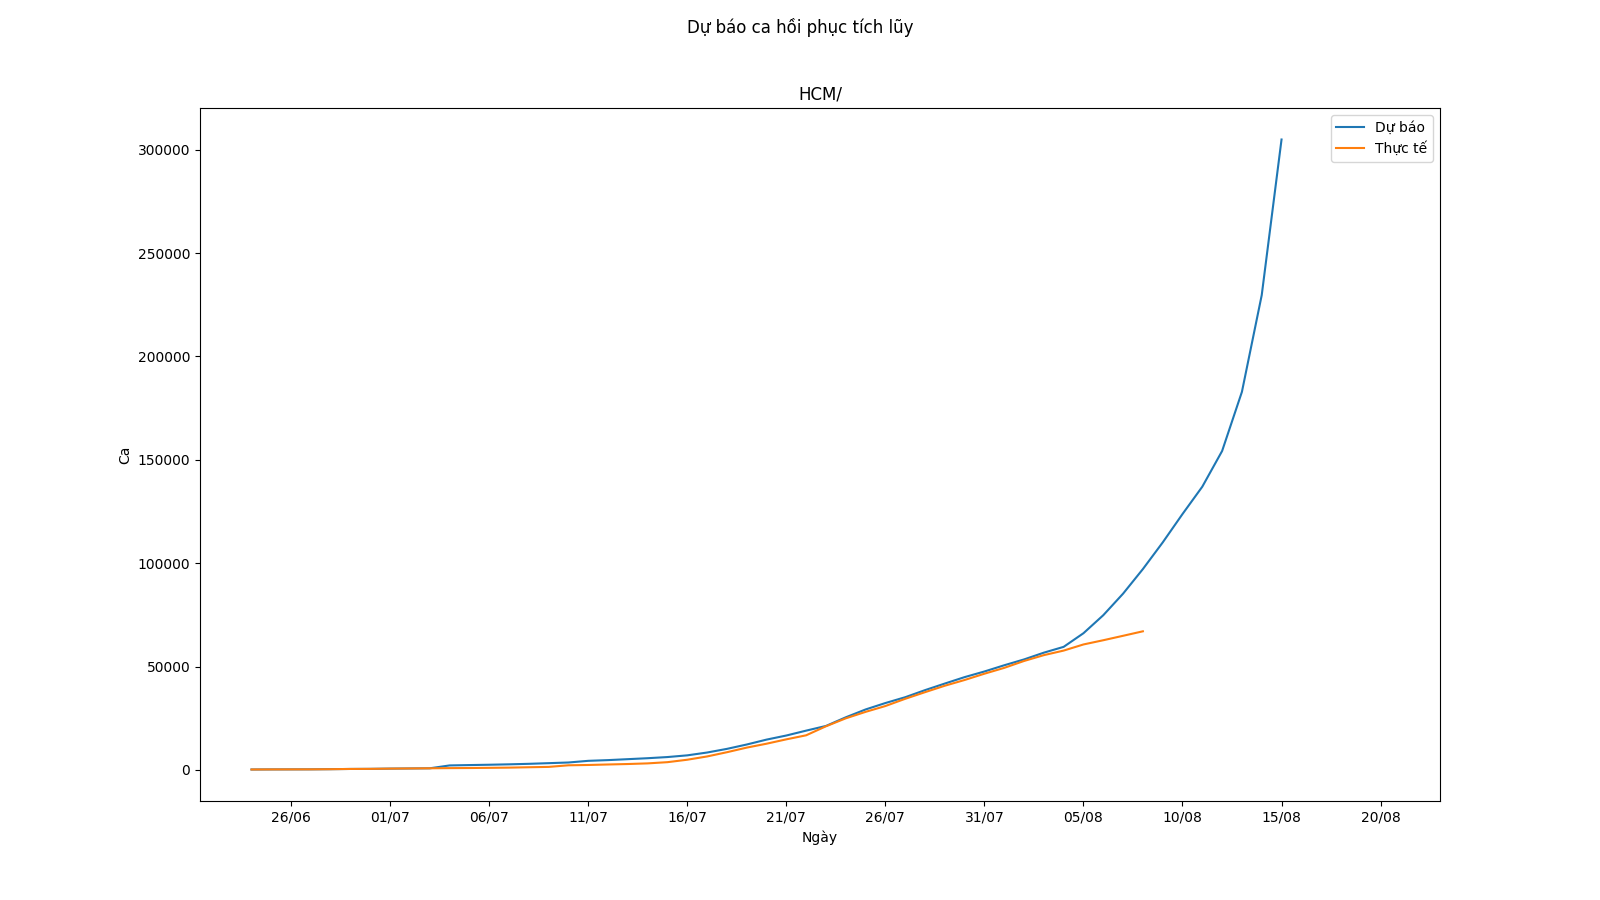 Dự báo ca hồi phục tích lũy
HCM/
Dự báo
Thực tế
300000
250000
200000
150000
100000
50000
0
Ca
26/06 01/07 06/07 11/07 16/07 21/07 26/07 31/07 05/08 10/08 15/08 20/08
Ngày